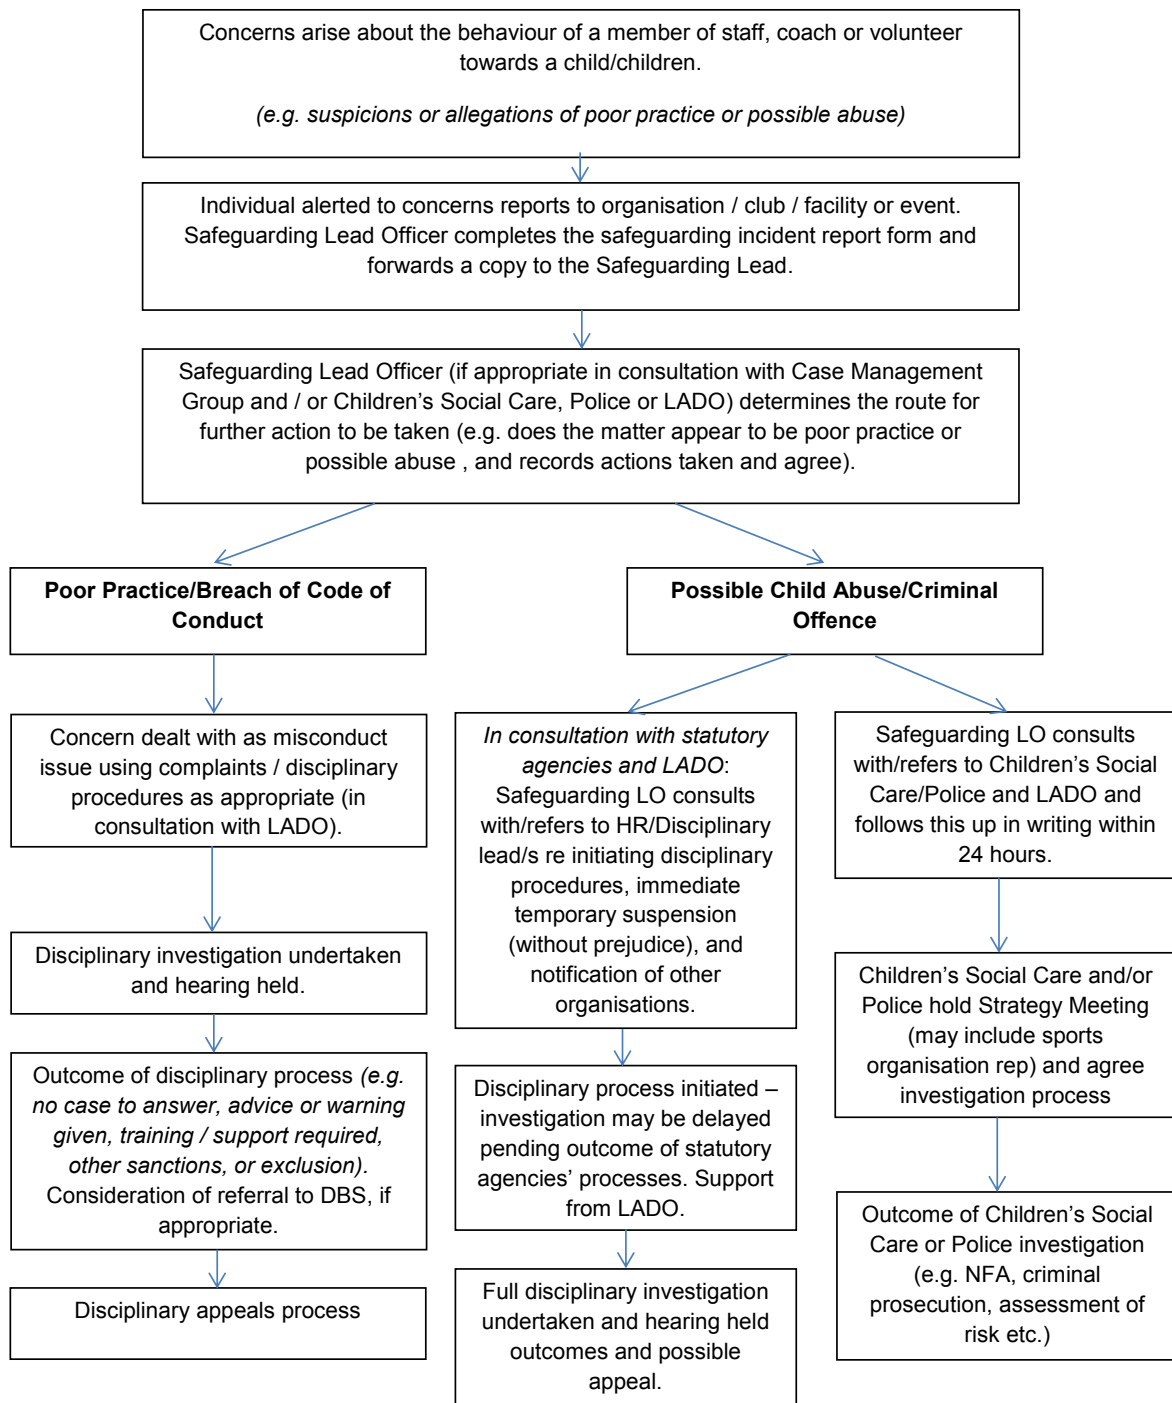 Concerns arise about the behaviour of a member of staff, coach or volunteer
towards a child/children.
(e.g. suspicions or allegations of poor practice or possible abuse)
Individual alerted to concerns reports to organisation / club / facility or event.
Safeguarding Lead Officer completes the safeguarding incident report form and
forwards a copy to the Safeguarding Lead.
Safeguarding Lead Officer (if appropriate in consultation with Case Management
Group and / or Children’s Social Care, Police or LADO) determines the route for
further action to be taken (e.g. does the matter appear to be poor practice or
possible abuse , and records actions taken and agree).
Poor Practice/Breach of Code of
Conduct
Possible Child Abuse/Criminal
Offence
Concern dealt with as misconduct
issue using complaints / disciplinary
procedures as appropriate (in
consultation with LADO).
Disciplinary investigation undertaken
and hearing held.
Outcome of disciplinary process (e.g.
no case to answer, advice or warning
given, training / support required,
other sanctions, or exclusion).
Consideration of referral to DBS, if
appropriate.
Disciplinary appeals process
In consultation with statutory
agencies and LADO:
Safeguarding LO consults
with/refers to HR/Disciplinary
lead/s re initiating disciplinary
procedures, immediate
temporary suspension
(without prejudice), and
notification of other
organisations.
Disciplinary process initiated –
investigation may be delayed
pending outcome of statutory
agencies’ processes. Support
from LADO.
Full disciplinary investigation
undertaken and hearing held
outcomes and possible
appeal.
Safeguarding LO consults
with/refers to Children’s Social
Care/Police and LADO and
follows this up in writing within
24 hours.
Children’s Social Care and/or
Police hold Strategy Meeting
(may include sports
organisation rep) and agree
investigation process
Outcome of Children’s Social
Care or Police investigation
(e.g. NFA, criminal
prosecution, assessment of
risk etc.)